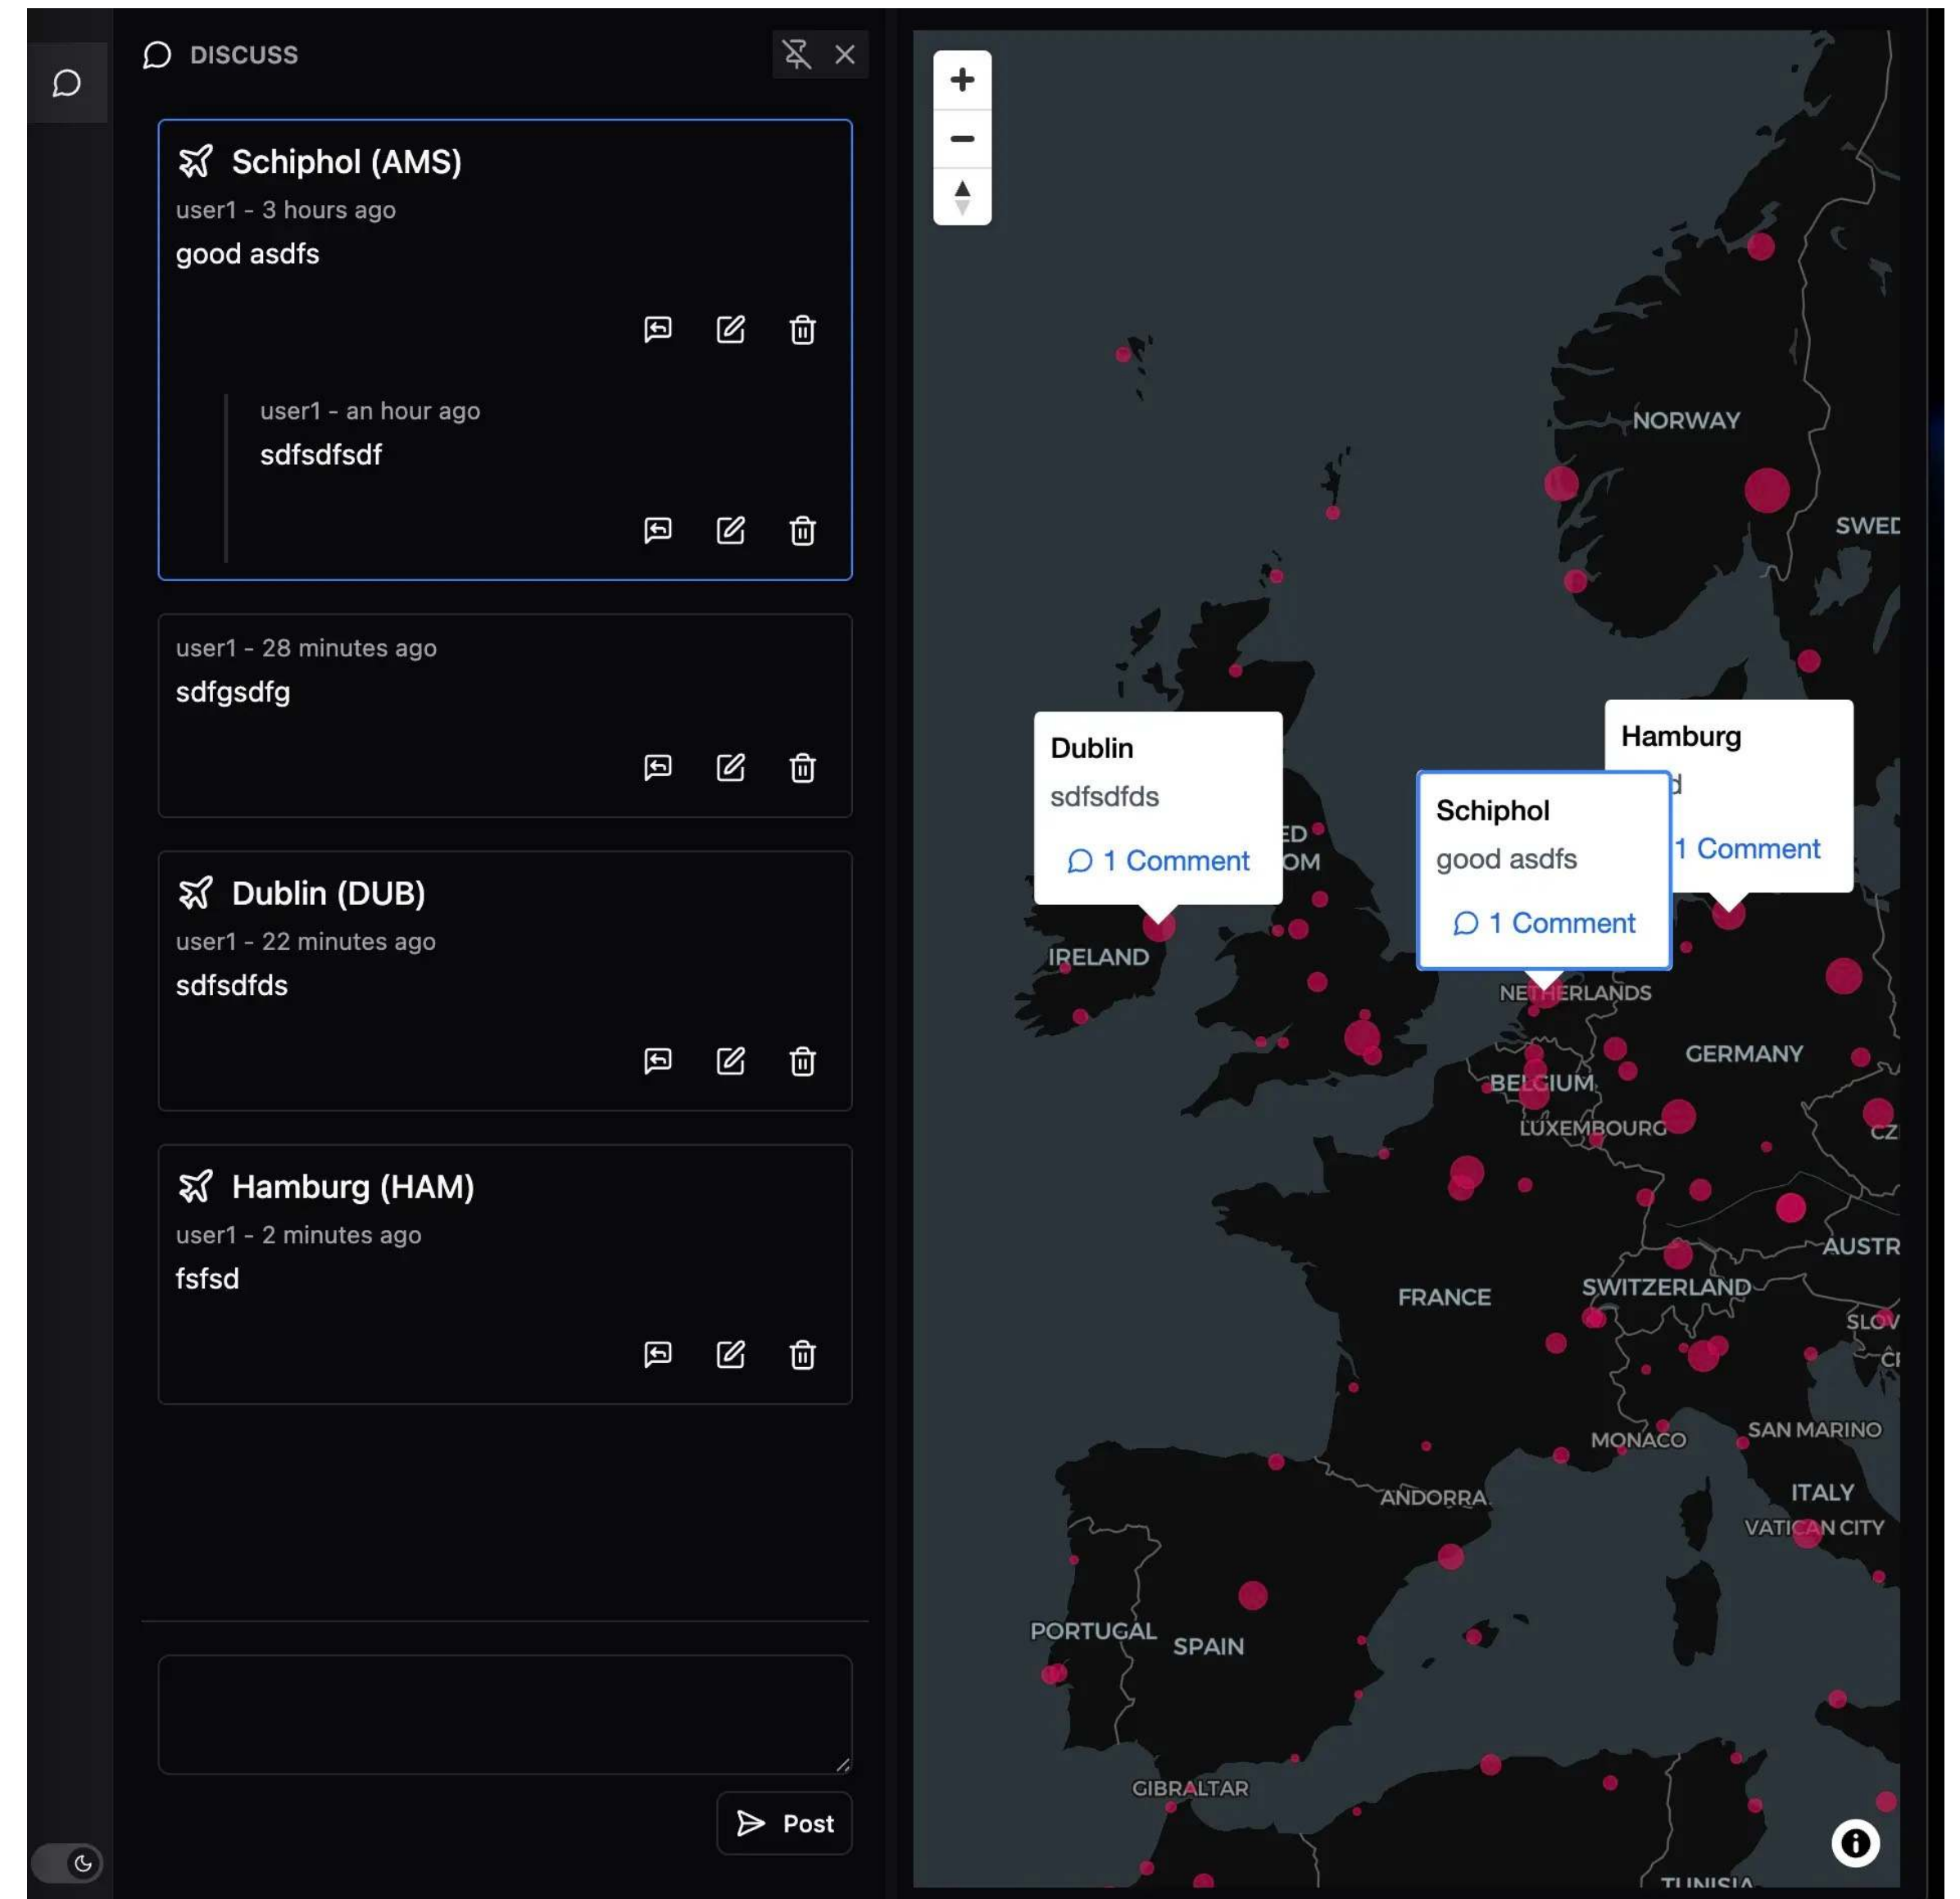 DISCUSS
Schiphol (AMS)
user1 - 3 hours ago
good asdfs
user1 - an hour ago
sdfsdfsdf
user1 - 28 minutes ago
sdfgsdfg
Dublin (DUB)
user1 - 22 minutes ago
sdfsdfds
Hamburg (HAM)
user1 - 2 minutes ago
fsfsd
Post
NORWAY
SWED
Dublin
sdfsdfds
1 Comment
Hamburg
d
1 Comment
Schiphol
good asdfs
1 Comment
ED
OM
IRELAND
NETHERLANDS
GERMANY
BELGIUM
LUXEMBOURG
CZ
AUSTR
SWITZERLAND
FRANCE
SLOV
MONACO
SAN MARINO
ANDORRA
ITALY
VATICAN CITY
PORTUGAL
SPAIN
GIBRALTAR
TUNISIA